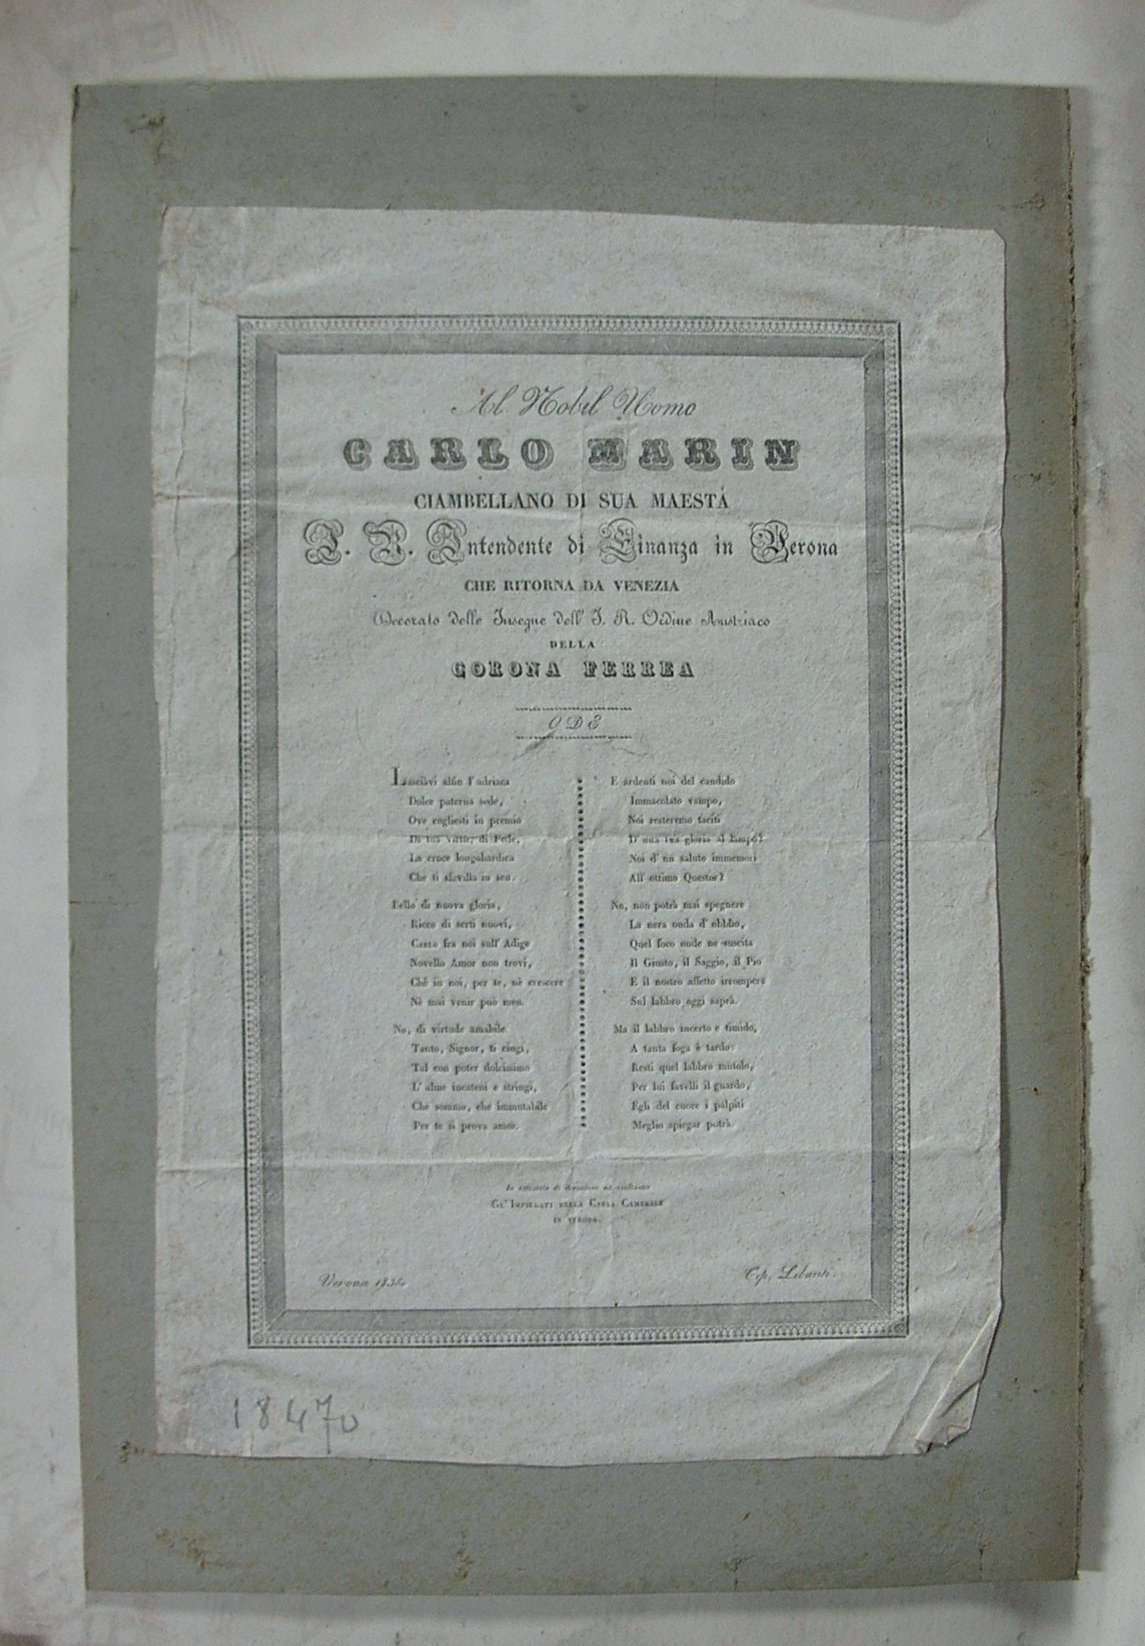 Al Nobil Uomo
CARLO MARIN
CIAMBELLANO DI SUA MAESTÁ
I. R. Intendente di Finanza in Verona
CHE RITORNA DA VENEZIA
Decorato delle Insegne dell' I. R. Ordine Austriaco
DELLA
CORONA FERREA
ODE
Lasciavi alfin l'adriaca
Dolce paterna sede,
Ove cogliesti in premio
Di tua virtù, di Fede,
La croce longobardica
Che ti sfavilla in sen.
Bello di nuova gloria,
Ricco di serti nuovi,
CARLO fra noi sull' Adige
Novello Amor non trovi,
Chè in noi, per te, nè crescere
Nè mai venir può men.
No, di virtude amabile
Tanto, Signor, ti cingi,
Tal con poter dolcissimo
L' alme incateni e stringi,
Che sommo, che immutabile
Per te si prova amor.
E ardenti noi del candido
Immacolato vampo,
Noi resteremo taciti
D' una tua gloria al lampo?
Noi d' un saluto immemori
All' ottimo Questor?
No, non potrà mai spegnere
La nera onda d' obblio,
Quel foco onde ne suscita
Il Giusto, il Saggio, il Pio
E il nostro affetto irrompere
Sul labbro oggi saprà.
Ma il labbro incerto e timido,
A tanta foga è tardo:
Resti quel labbro mutolo,
Per lui favelli il guardo,
Egli del cuore i palpiti
Meglio spiegar potrà.
In attestato di devozione ed esultanza
GL' IMPIEGATI DELLA CASSA CAMERALE
IN VERONA.
Verona 183
Tip. Libanti.
18470